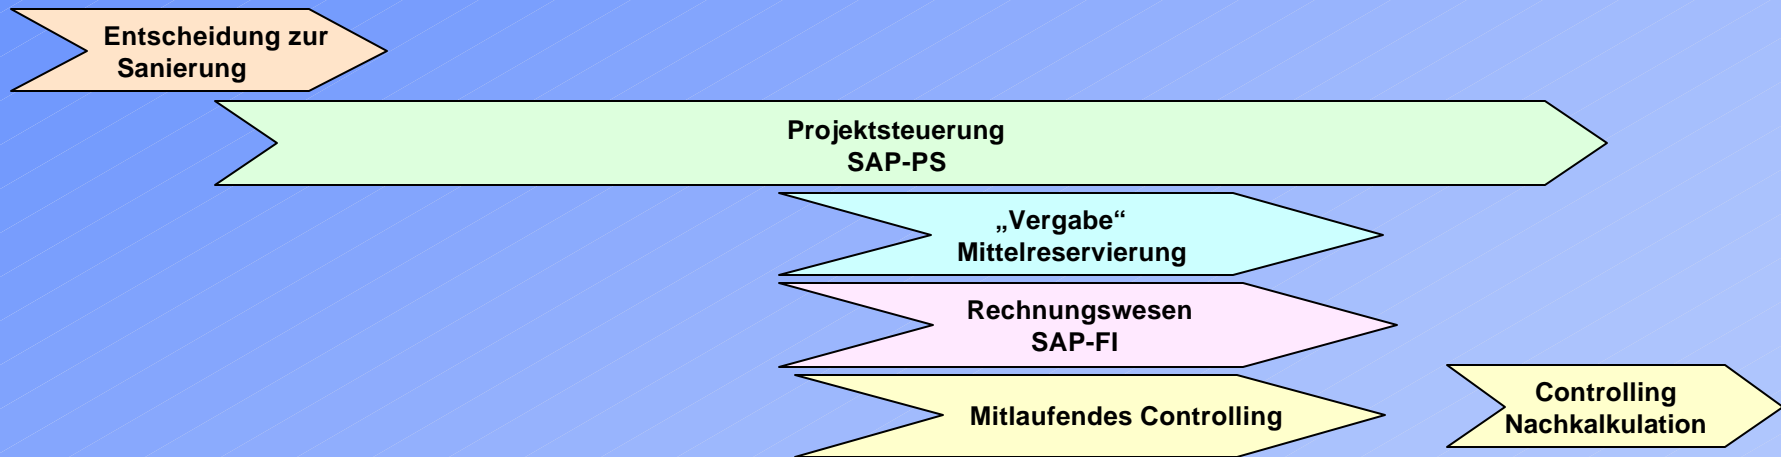 Entscheidung zur
Sanierung
Projektsteuerung
SAP-PS
„Vergabe“
Mittelreservierung
Rechnungswesen
SAP-FI
Mitlaufendes Controlling
Controlling
Nachkalkulation